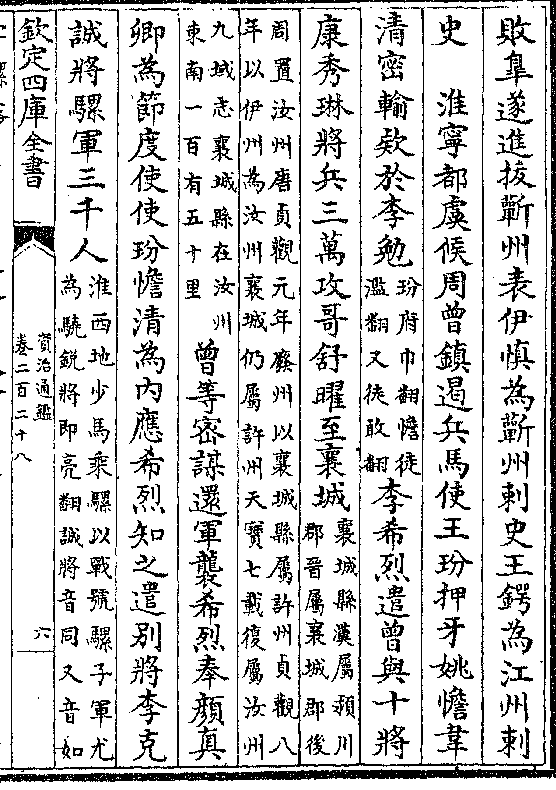 敗臯遂進拔蘄州表伊慎為蘄州刺史王鍔為江州刺
史　淮寧都虞候周曾鎮遏兵馬使王玢押牙姚憺韋
清密輸欵於李勉
玢府巾翻憺徒
濫翻又徒敢翻
李希烈遣曾與十將
康秀琳將兵三萬攻哥舒曜至襄城
襄城縣漢屬潁川
郡晉屬襄城郡後
周置汝州唐貞觀元年廢州以襄城縣屬許州貞觀八
年以伊州為汝州襄城仍屬許州天寶七載復屬汝州
九域志襄城縣在汝州
東南一百有五十里
曾等密謀還軍襲希烈奉顔真
卿為節度使使玢憺清為内應希烈知之遣别將李克
誠將騾軍三千人
淮西地少馬乘騾以戰號騾子軍尤
為驍鋭將即亮翻誠將音同又音如
欽定四庫全書
資治通鑑
卷二百二十八
六